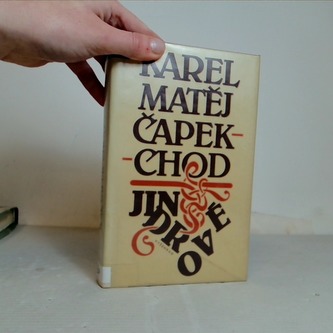 KAREL
MATĚJ
ČAPEK-
-CHOD
JINDROVÉ